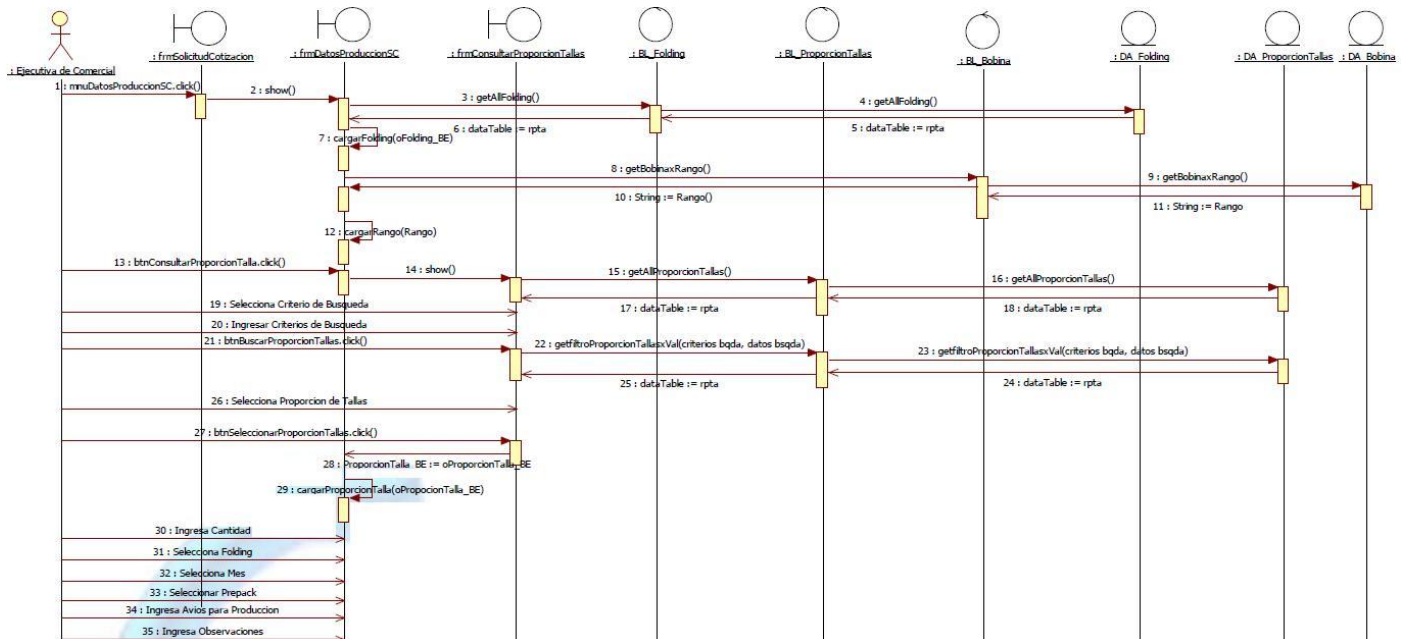 : Ejecutiva de Comercial
: frmSolicitudCotizacion
: frmDatosProduccionSC
: frmConsultarProporcionTallas
: BL_Folding
: BL_ProporcionTallas
: BL_Bobina
: DA_Folding
: DA_ProporcionTallas
: DA_Bobina
1 : mnuDatosProduccionSC.click()
2 : show()
3 : getAllFolding()
4 : getAllFolding()
5 : dataTable := rpta
6 : dataTable := rpta
7 : cargarFolding(oFolding_BE)
8 : getBobinaxRango()
9 : getBobinaxRango()
10 : String := Rango()
11 : String := Rango
12 : cargarRango(Rango)
13 : btnConsultarProporcionTalla.click()
14 : show()
15 : getAllProporcionTallas()
16 : getAllProporcionTallas()
17 : dataTable := rpta
18 : dataTable := rpta
19 : Selecciona Criterio de Busqueda
20 : Ingresar Criterios de Busqueda
21 : btnBuscarProporcionTallas.click()
22 : getfiltroProporcionTallasxVal(criterios bqda, datos bsqda)
23 : getfiltroProporcionTallasxVal(criterios bqda, datos bsqda)
24 : dataTable := rpta
25 : dataTable := rpta
26 : Selecciona Proporcion de Tallas
27 : btnSeleccionarProporcionTallas.click()
28 : ProporcionTalla_BE := oProporcionTalla_BE
29 : cargarProporcionTalla(oPropocionTalla_BE)
30 : Ingresa Cantidad
31 : Selecciona Folding
32 : Selecciona Mes
33 : Seleccionar Prepack
34 : Ingresa Avios para Produccion
35 : Ingresa Observaciones